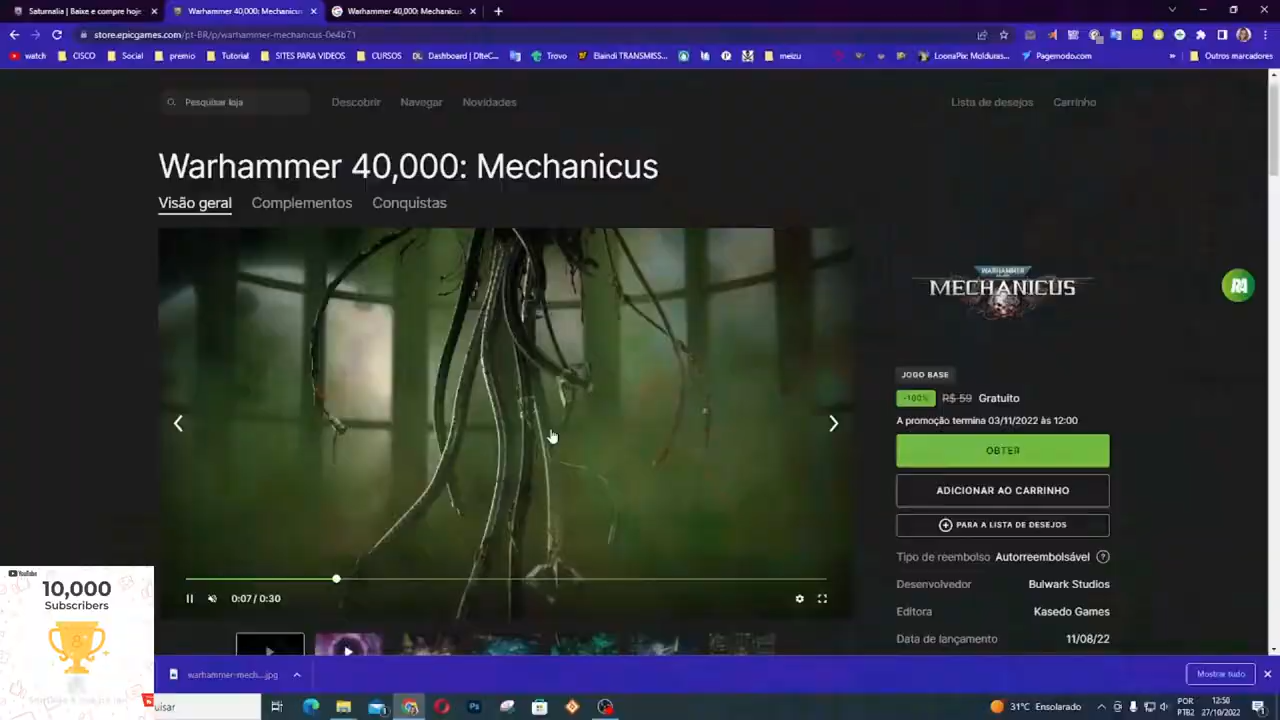 Saturnalia | Baixe e compre hoje
Warhammer 40,000: Mechanicus
Warhammer 40,000: Mechanicus
store.epicgames.com/pt-BR/p/warhammer-mechanicus-0e4b71
watch
CISCO
Social
premio
Tutorial
SITES PARA VIDEOS
CURSOS
Dashboard | DlteC...
Trovo
Elaindi TRANSMISS...
meizu
LoonaPix Molduras...
Pagemodo.com
Outros marcadores
Pesquisar loja
Descobrir
Navegar
Novidades
Lista de desejos
Carrinho
Warhammer 40,000: Mechanicus
Visão geral
Complementos
Conquistas
WARHAMMER
MECHANICUS
RA
JOGO BASE
-100% R$ 59 Gratuito
A promoção termina 03/11/2022 às 12:00
OBTER
ADICIONAR AO CARRINHO
PARA A LISTA DE DESEJOS
Tipo de reembolso Autorreembolsável
Desenvolvedor Bulwark Studios
Editora Kasedo Games
Data de lançamento 11/08/22
0:07 / 0:30
YouTube
10,000
Subscribers
8
warhammer-mech....jpg
Mostrar tudo
uisar
31°C Ensolarado
POR
PTB2
12:50
27/10/2022